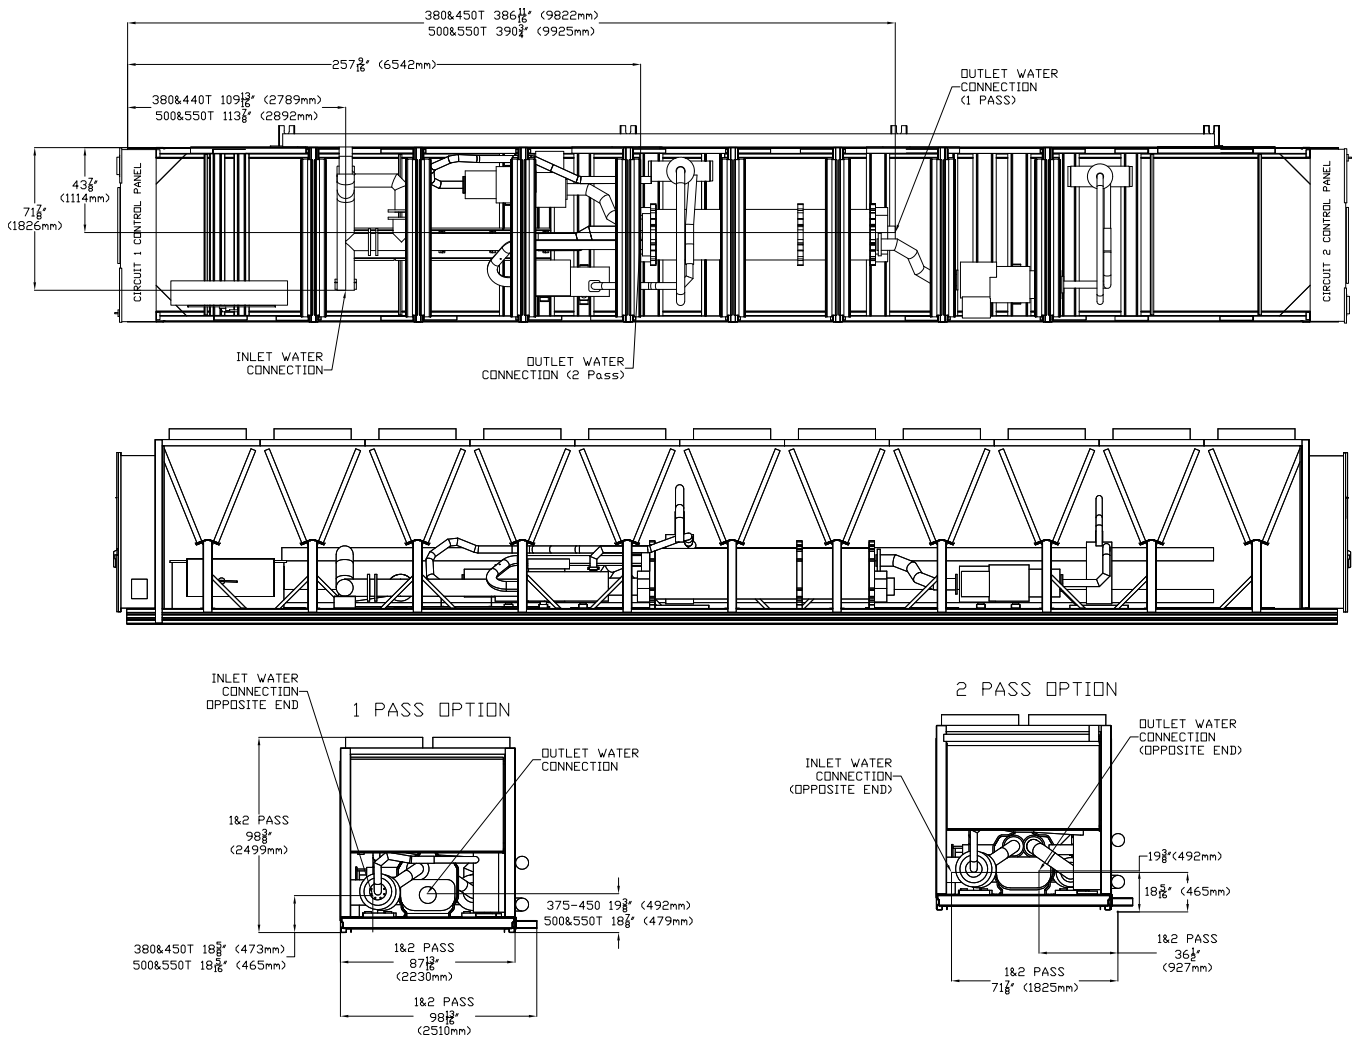 380&450T 386 11/16" (9822mm)
500&550T 390 3/4" (9925mm)
257 9/16" (6542mm)
OUTLET WATER
CONNECTION
(1 PASS)
380&440T 109 13/16" (2789mm)
500&550T 113 7/8" (2892mm)
43 7/8"
(1114mm)
71 7/8"
(1826mm)
CIRCUIT 1 CONTROL PANEL
CIRCUIT 2 CONTROL PANEL
INLET WATER
CONNECTION
OUTLET WATER
CONNECTION (2 Pass)
INLET WATER
CONNECTION
OPPOSITE END
1 PASS OPTION
OUTLET WATER
CONNECTION
1&2 PASS
98 3/8"
(2499mm)
375-450 19 3/8" (492mm)
500&550T 18 7/8" (479mm)
380&450T 18 5/8" (473mm)
500&550T 18 5/16" (465mm)
1&2 PASS
87 13/16"
(2230mm)
1&2 PASS
98 13/16"
(2510mm)
2 PASS OPTION
OUTLET WATER
CONNECTION
(OPPOSITE END)
INLET WATER
CONNECTION
(OPPOSITE END)
19 3/8" (492mm)
18 5/16" (465mm)
1&2 PASS
36 1/2"
(927mm)
1&2 PASS
71 7/8" (1825mm)